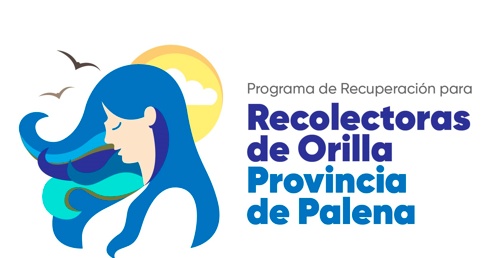 Programa de Recuperación para
Recolectoras
de Orilla
Provincia
de Palena